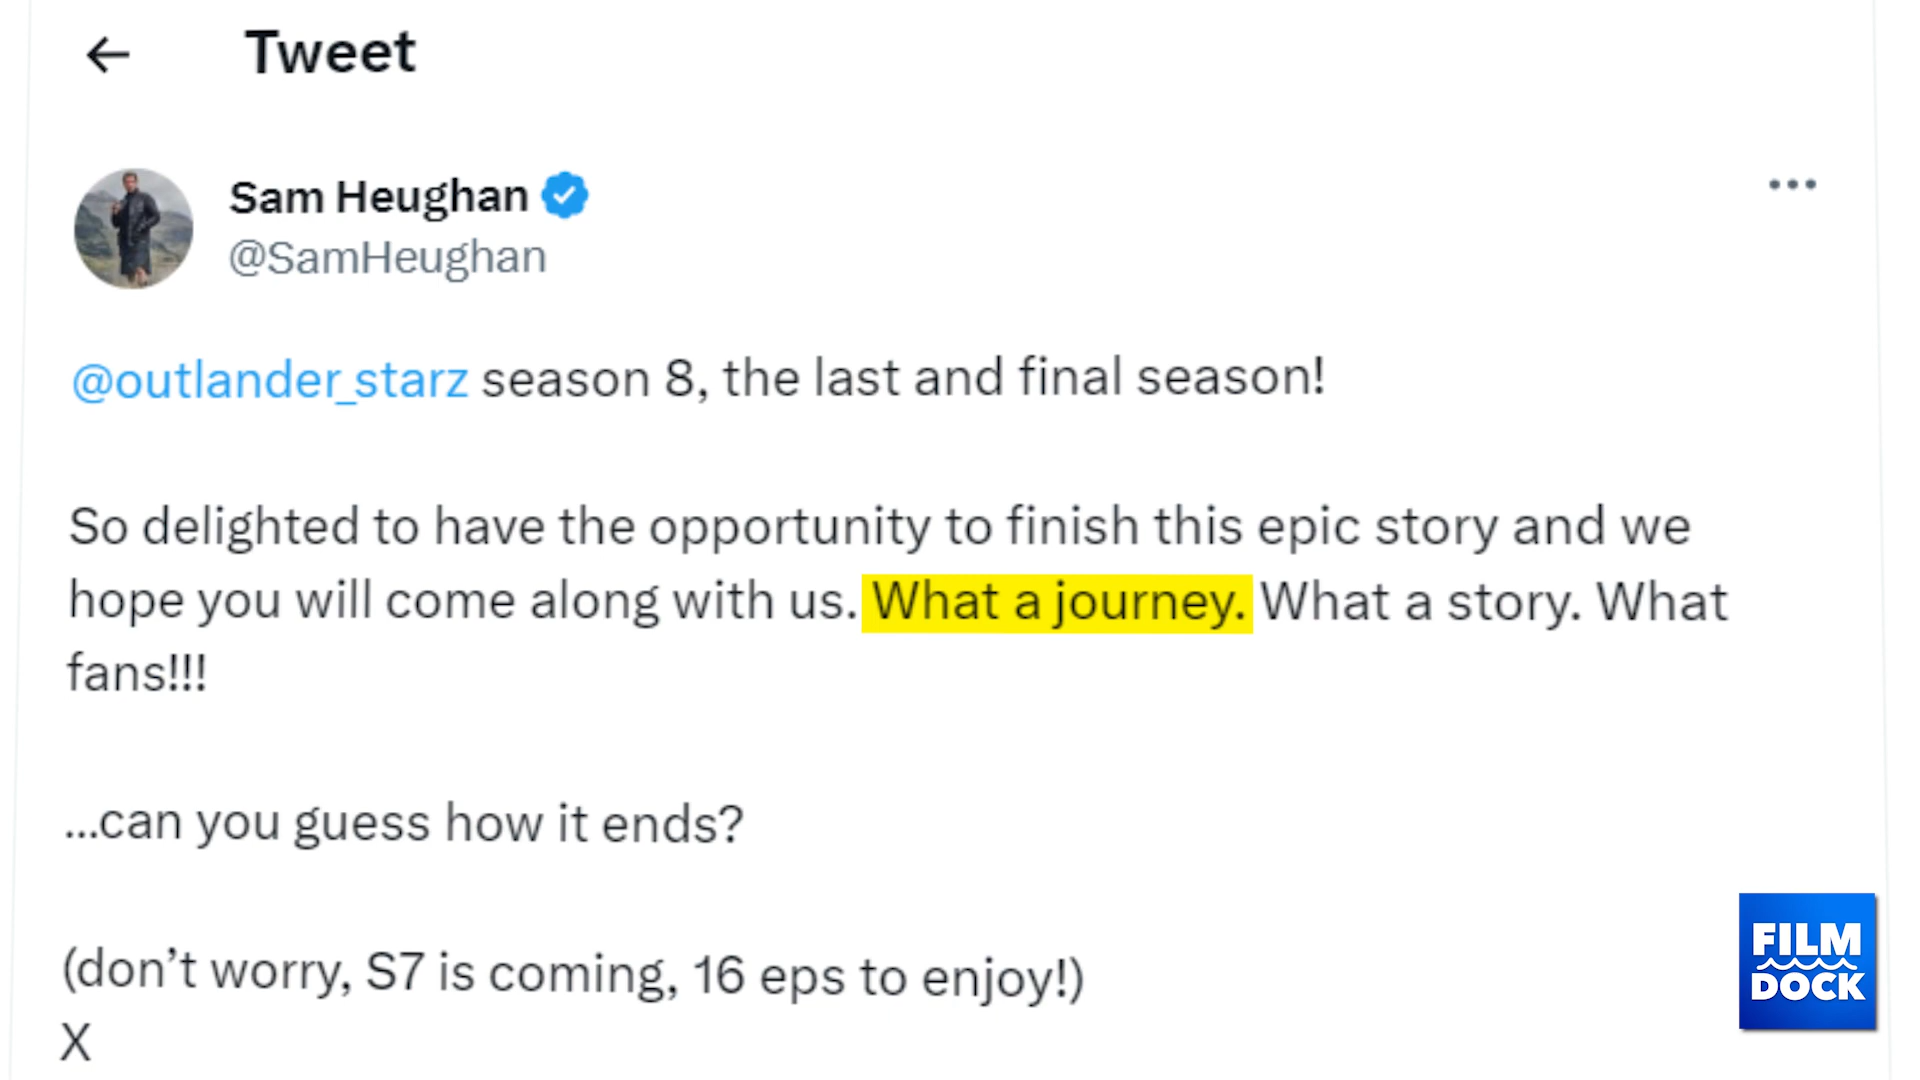 Tweet
Sam Heughan
@SamHeughan
@outlander_starz season 8, the last and final season!
So delighted to have the opportunity to finish this epic story and we
hope you will come along with us. What a journey. What a story. What
fans!!!
...can you guess how it ends?
(don’t worry, S7 is coming, 16 eps to enjoy!)
X
FILM
DOCK